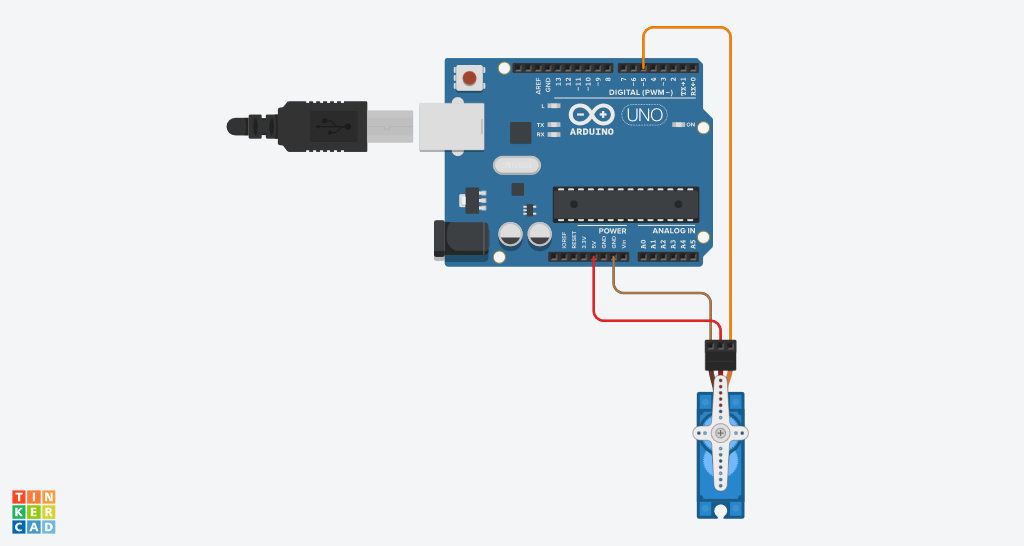 AREF
GND
13
12
~11
~10
~9
8
7
~6
~5
4
~3
2
TX→1
RX←0
DIGITAL (PWM~)
L
TX
RX
ARDUINO
UNO
ON
POWER
ANALOG IN
IOREF
RESET
3.3V
5V
GND
GND
Vin
A0
A1
A2
A3
A4
A5
TIN
KER
CAD